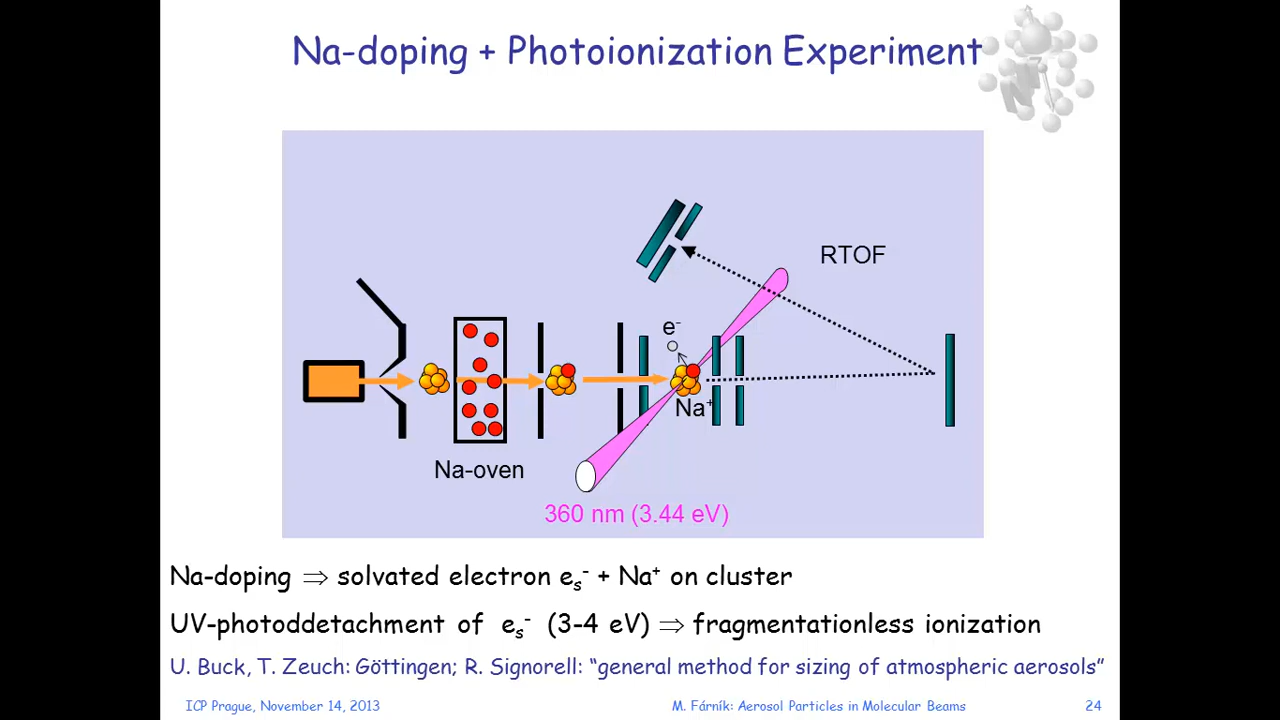 Na-doping + Photoionization Experiment
RTOF
e-
Na+
Na-oven
360 nm (3.44 eV)
Na-doping ⇒ solvated electron es- + Na+ on cluster
UV-photoddetachment of es- (3-4 eV) ⇒ fragmentationless ionization
U. Buck, T. Zeuch: Göttingen; R. Signorell: “general method for sizing of atmospheric aerosols”
ICP Prague, November 14, 2013 M. Fárník: Aerosol Particles in Molecular Beams 24